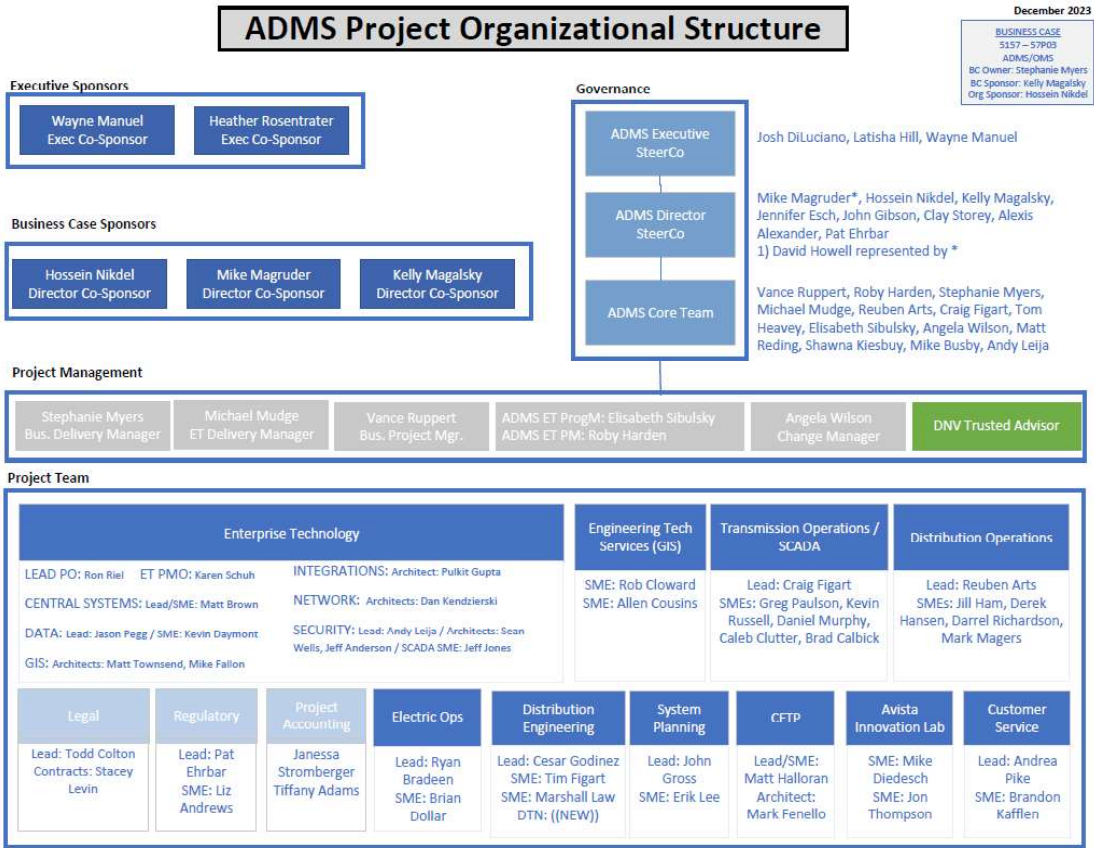 December 2023
ADMS Project Organizational Structure
BUSINESS CASE
5157 – 57P03
ADMS/OMS
BC Owner: Stephanie Myers
BC Sponsor: Kelly Magalsky
Org Sponsor: Hossein Nikdel
Executive Sponsors
Wayne Manuel
Exec Co-Sponsor
Heather Rosentrater
Exec Co-Sponsor
Governance
ADMS Executive
SteerCo
Josh DiLuciano, Latisha Hill, Wayne Manuel
ADMS Director
SteerCo
Mike Magruder*, Hossein Nikdel, Kelly Magalsky,
Jennifer Esch, John Gibson, Clay Storey, Alexis
Alexander, Pat Ehrbar
1) David Howell represented by *
ADMS Core Team
Vance Ruppert, Roby Harden, Stephanie Myers,
Michael Mudge, Reuben Arts, Craig Figart, Tom
Heavey, Elisabeth Sibulsky, Angela Wilson, Matt
Reding, Shawna Kiesbuy, Mike Busby, Andy Leija
Business Case Sponsors
Hossein Nikdel
Director Co-Sponsor
Mike Magruder
Director Co-Sponsor
Kelly Magalsky
Director Co-Sponsor
Project Management
Stephanie Myers
Bus. Delivery Manager
Michael Mudge
ET Delivery Manager
Vance Ruppert
Bus. Project Mgr.
ADMS ET ProgM: Elisabeth Sibulsky
ADMS ET PM: Roby Harden
Angela Wilson
Change Manager
DNV Trusted Advisor
Project Team
Enterprise Technology
LEAD PO: Ron Riel ET PMO: Karen Schuh
CENTRAL SYSTEMS: Lead/SME: Matt Brown
DATA: Lead: Jason Pegg / SME: Kevin Daymont
GIS: Architects: Matt Townsend, Mike Fallon
INTEGRATIONS: Architect: Pulkit Gupta
NETWORK: Architects: Dan Kendzierski
SECURITY: Lead: Andy Leija / Architects: Sean
Wells, Jeff Anderson / SCADA SME: Jeff Jones
Engineering Tech
Services (GIS)
SME: Rob Cloward
SME: Allen Cousins
Transmission Operations /
SCADA
Lead: Craig Figart
SMEs: Greg Paulson, Kevin
Russell, Daniel Murphy,
Caleb Clutter, Brad Calbick
Distribution Operations
Lead: Reuben Arts
SMEs: Jill Ham, Derek
Hansen, Darrel Richardson,
Mark Magers
Legal
Lead: Todd Colton
Contracts: Stacey
Levin
Regulatory
Lead: Pat
Ehrbar
SME: Liz
Andrews
Project
Accounting
Janessa
Stromberger
Tiffany Adams
Electric Ops
Lead: Ryan
Bradeen
SME: Brian
Dollar
Distribution
Engineering
Lead: Cesar Godinez
SME: Tim Figart
SME: Marshall Law
DTN: ((NEW))
System
Planning
Lead: John
Gross
SME: Erik Lee
CFTP
Lead/SME:
Matt Halloran
Architect:
Mark Fenello
Avista
Innovation Lab
SME: Mike
Diedesch
SME: Jon
Thompson
Customer
Service
Lead: Andrea
Pike
SME: Brandon
Kafflen